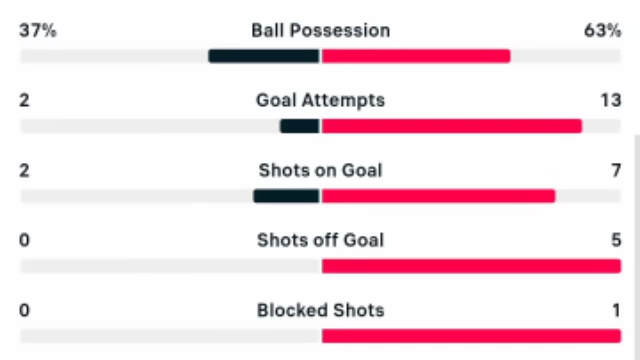 37% Ball Possession 63%
2 Goal Attempts 13
2 Shots on Goal 7
0 Shots off Goal 5
0 Blocked Shots 1